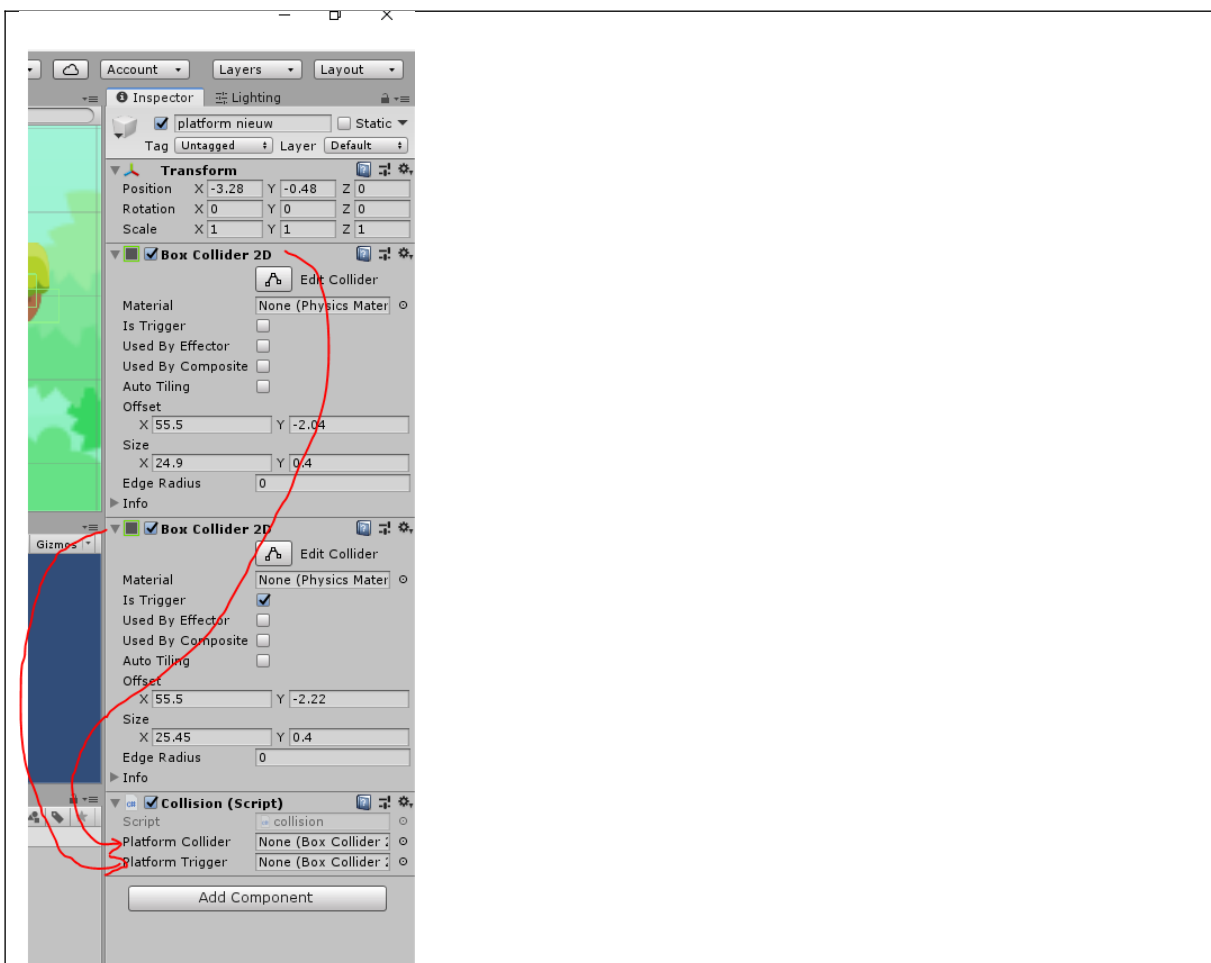 Account Layers Layout
Inspector Lighting
platform nieuw Static
Tag Untagged Layer Default
Transform
Position X -3.28 Y -0.48 Z 0
Rotation X 0 Y 0 Z 0
Scale X 1 Y 1 Z 1
Box Collider 2D
Edit Collider
Material None (Physics Mater
Is Trigger
Used By Effector
Used By Composite
Auto Tiling
Offset
X 55.5 Y -2.04
Size
X 24.9 Y 0.4
Edge Radius 0
Info
Box Collider 2D
Gizmos
Edit Collider
Material None (Physics Mater
Is Trigger
Used By Effector
Used By Composite
Auto Tiling
Offset
X 55.5 Y -2.22
Size
X 25.45 Y 0.4
Edge Radius 0
Info
Collision (Script)
Script collision
Platform Collider None (Box Collider 2
Platform Trigger None (Box Collider 2
Add Component